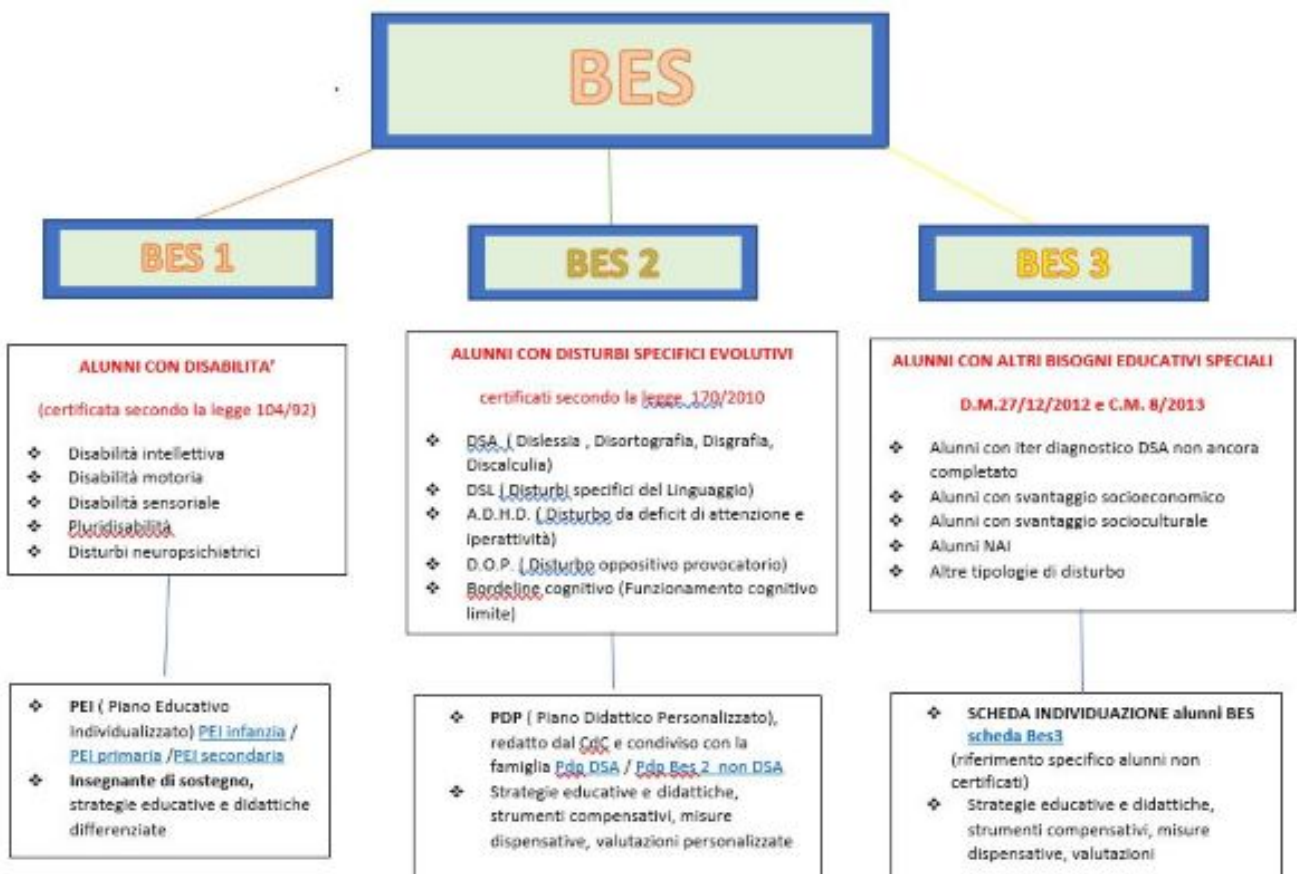 BES
BES 1
ALUNNI CON DISABILITA'
(certificata secondo la legge 104/92)
❖ Disabilità intellettiva
❖ Disabilità motoria
❖ Disabilità sensoriale
❖ Pluridisabilità
❖ Disturbi neuropsichiatrici
❖ PEI ( Piano Educativo
Individualizzato) PEI infanzia /
PEI primaria /PEI secondaria
❖ Insegnante di sostegno,
strategie educative e didattiche
differenziate
BES 2
ALUNNI CON DISTURBI SPECIFICI EVOLUTIVI
certificati secondo la legge 170/2010
❖ DSA ( Dislessia , Disortografia, Disgrafia,
Discalculia)
❖ DSL ( Disturbi specifici del Linguaggio)
❖ A.D.H.D. ( Disturbo da deficit di attenzione e
iperattività)
❖ D.O.P. ( Disturbo oppositivo provocatorio)
❖ Bordeline cognitivo (Funzionamento cognitivo
limite)
❖ PDP ( Piano Didattico Personalizzato),
redatto dal CdC e condiviso con la
famiglia Pdp DSA / Pdp Bes 2 non DSA
❖ Strategie educative e didattiche,
strumenti compensativi, misure
dispensative, valutazioni personalizzate
BES 3
ALUNNI CON ALTRI BISOGNI EDUCATIVI SPECIALI
D.M.27/12/2012 e C.M. 8/2013
❖ Alunni con iter diagnostico DSA non ancora
completato
❖ Alunni con svantaggio socioeconomico
❖ Alunni con svantaggio socioculturale
❖ Alunni NAI
❖ Altre tipologie di disturbo
❖ SCHEDA INDIVIDUAZIONE alunni BES
scheda Bes3
(riferimento specifico alunni non
certificati)
❖ Strategie educative e didattiche,
strumenti compensativi, misure
dispensative, valutazioni